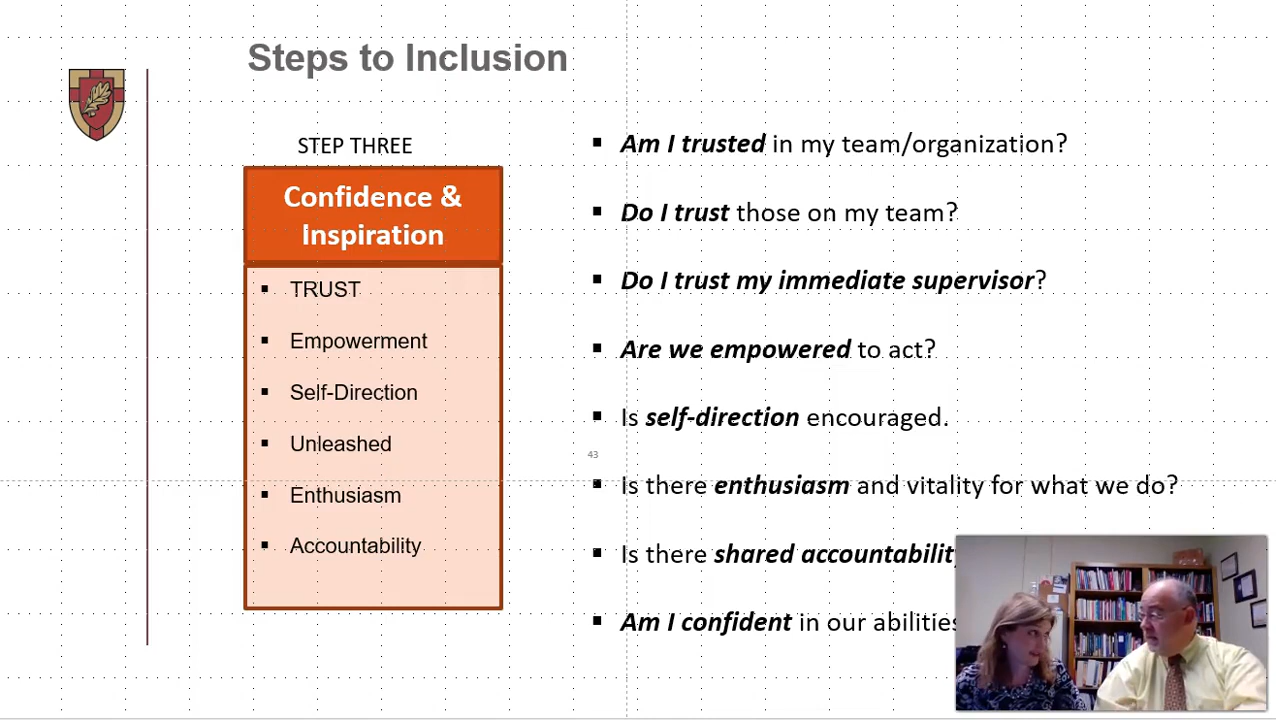 Steps to Inclusion
STEP THREE
Confidence &
Inspiration
▪ TRUST
▪ Empowerment
▪ Self-Direction
▪ Unleashed
▪ Enthusiasm
▪ Accountability
▪ Am I trusted in my team/organization?
▪ Do I trust those on my team?
▪ Do I trust my immediate supervisor?
▪ Are we empowered to act?
▪ Is self-direction encouraged.
43
▪ Is there enthusiasm and vitality for what we do?
▪ Is there shared accountability
▪ Am I confident in our abilities